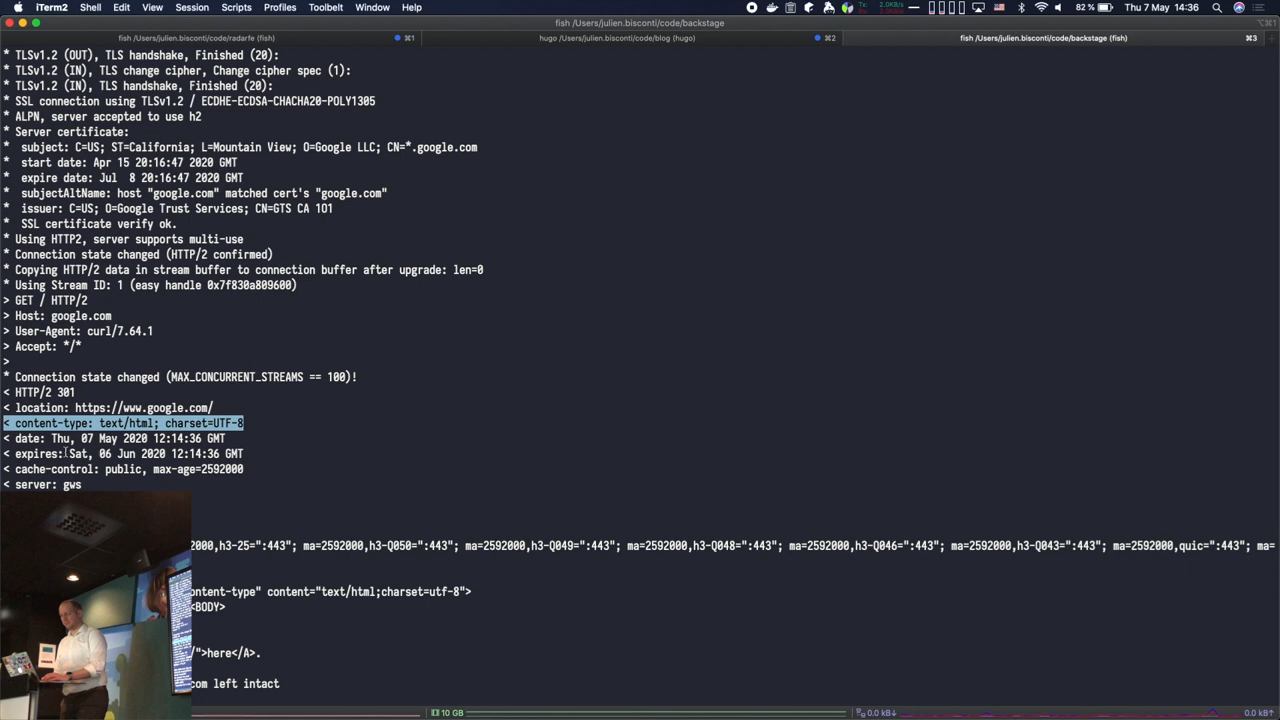 iTerm2 Shell Edit View Session Scripts Profiles Toolbelt Window Help 82 % Thu 7 May 14:36
fish /Users/julien.bisconti/code/backstage
fish /Users/julien.bisconti/code/radarfe (fish) ⌘1 hugo /Users/julien.bisconti/code/blog (hugo) ⌘2 fish /Users/julien.bisconti/code/backstage (fish) ⌘3
* TLSv1.2 (OUT), TLS handshake, Finished (20):
* TLSv1.2 (IN), TLS change cipher, Change cipher spec (1):
* TLSv1.2 (IN), TLS handshake, Finished (20):
* SSL connection using TLSv1.2 / ECDHE-ECDSA-CHACHA20-POLY1305
* ALPN, server accepted to use h2
* Server certificate:
*  subject: C=US; ST=California; L=Mountain View; O=Google LLC; CN=*.google.com
*  start date: Apr 15 20:16:47 2020 GMT
*  expire date: Jul  8 20:16:47 2020 GMT
*  subjectAltName: host "google.com" matched cert's "google.com"
*  issuer: C=US; O=Google Trust Services; CN=GTS CA 1O1
*  SSL certificate verify ok.
* Using HTTP2, server supports multi-use
* Connection state changed (HTTP/2 confirmed)
* Copying HTTP/2 data in stream buffer to connection buffer after upgrade: len=0
* Using Stream ID: 1 (easy handle 0x7f830a809600)
> GET / HTTP/2
> Host: google.com
> User-Agent: curl/7.64.1
> Accept: */*
>
* Connection state changed (MAX_CONCURRENT_STREAMS == 100)!
< HTTP/2 301
< location: https://www.google.com/
< content-type: text/html; charset=UTF-8
< date: Thu, 07 May 2020 12:14:36 GMT
< expires: Sat, 06 Jun 2020 12:14:36 GMT
< cache-control: public, max-age=2592000
< server: gws
000,h3-25=":443"; ma=2592000,h3-Q050=":443"; ma=2592000,h3-Q049=":443"; ma=2592000,h3-Q048=":443"; ma=2592000,h3-Q046=":443"; ma=2592000,h3-Q043=":443"; ma=2592000,quic=":443"; ma=
ontent-type" content="text/html;charset=utf-8">
<BODY>
/">here</A>.
com left intact
10 GB 0.0 kB↓ 0.0 kB↑